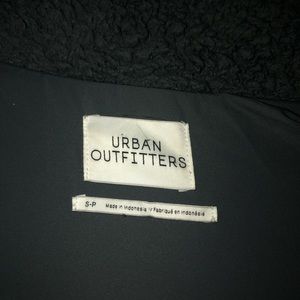 URBAN
OUTFITTERS
S-P Made in Indonesia / Fabriqué en Indonésie